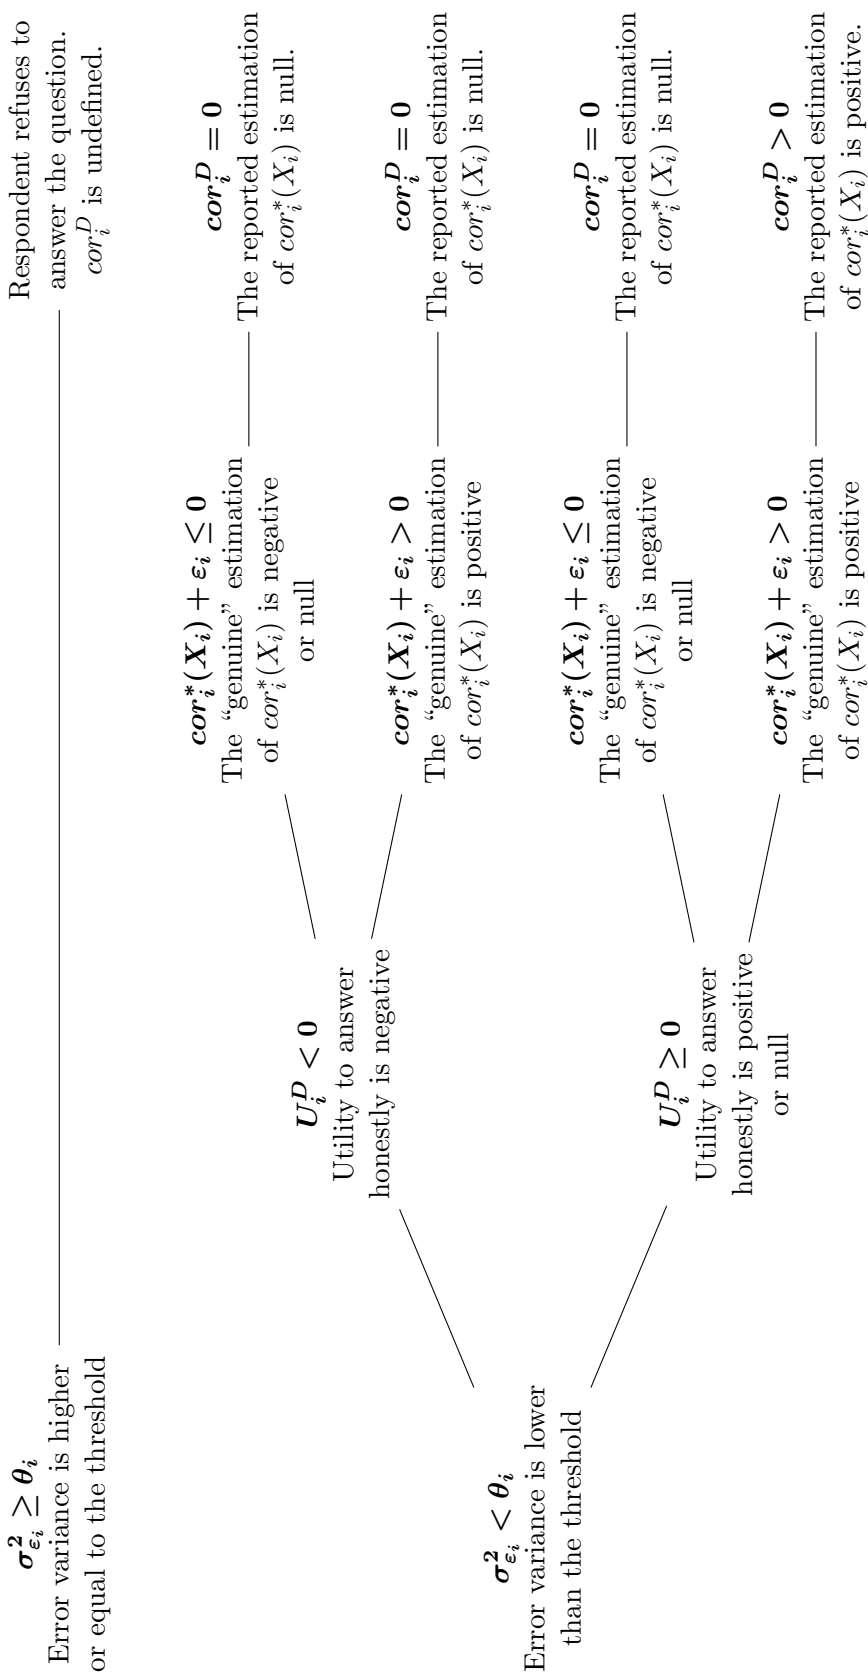 σ²_{ε_i} ≥ θ_i
Error variance is higher
or equal to the threshold
Respondent refuses to
answer the question.
cor_i^D is undefined.
σ²_{ε_i} < θ_i
Error variance is lower
than the threshold
U_i^D < 0
Utility to answer
honestly is negative
cor_i^*(X_i) + ε_i ≤ 0
The “genuine” estimation
of cor_i^*(X_i) is negative
or null
cor_i^D = 0
The reported estimation
of cor_i^*(X_i) is null.
cor_i^*(X_i) + ε_i > 0
The “genuine” estimation
of cor_i^*(X_i) is positive
cor_i^D = 0
The reported estimation
of cor_i^*(X_i) is null.
U_i^D ≥ 0
Utility to answer
honestly is positive
or null
cor_i^*(X_i) + ε_i ≤ 0
The “genuine” estimation
of cor_i^*(X_i) is negative
or null
cor_i^D = 0
The reported estimation
of cor_i^*(X_i) is null.
cor_i^*(X_i) + ε_i > 0
The “genuine” estimation
of cor_i^*(X_i) is positive
cor_i^D > 0
The reported estimation
of cor_i^*(X_i) is positive.